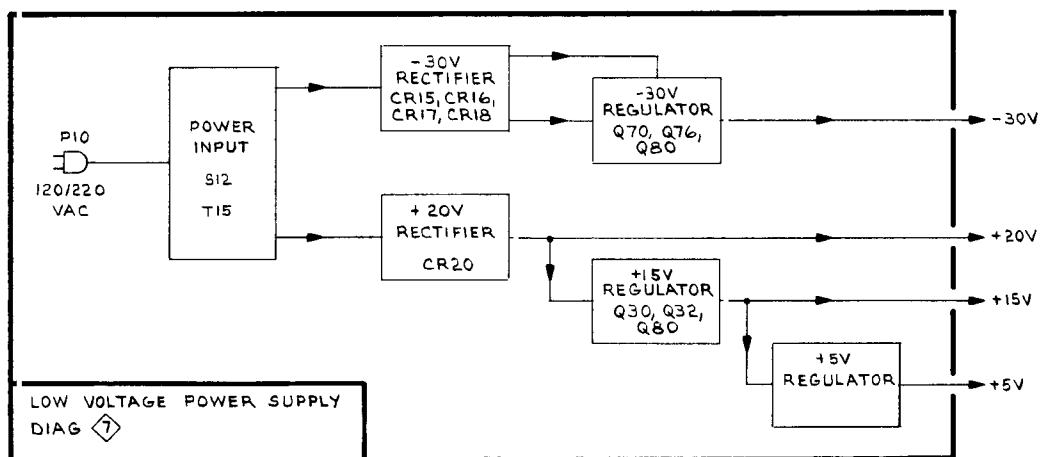 P10
120/220
VAC
POWER
INPUT
S12
T15
-30V
RECTIFIER
CR15, CR16,
CR17, CR18
-30V
REGULATOR
Q70, Q76,
Q80
-30V
+20V
RECTIFIER
CR20
+20V
+15V
REGULATOR
Q30, Q32,
Q80
+15V
+5V
REGULATOR
+5V
LOW VOLTAGE POWER SUPPLY
DIAG 7